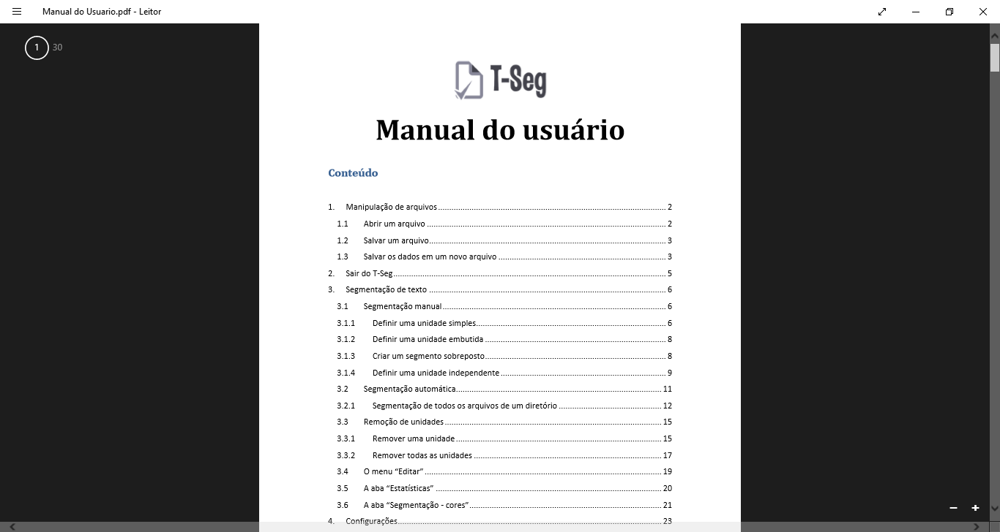 Manual do Usuario.pdf - Leitor
1 30
T-Seg
Manual do usuário
Conteúdo
1. Manipulação de arquivos 2
1.1 Abrir um arquivo 2
1.2 Salvar um arquivo 3
1.3 Salvar os dados em um novo arquivo 3
2. Sair do T-Seg 5
3. Segmentação de texto 6
3.1 Segmentação manual 6
3.1.1 Definir uma unidade simples 6
3.1.2 Definir uma unidade embutida 8
3.1.3 Criar um segmento sobreposto 8
3.1.4 Definir uma unidade independente 9
3.2 Segmentação automática 11
3.2.1 Segmentação de todos os arquivos de um diretório 12
3.3 Remoção de unidades 15
3.3.1 Remover uma unidade 15
3.3.2 Remover todas as unidades 17
3.4 O menu “Editar” 19
3.5 A aba “Estatísticas” 20
3.6 A aba “Segmentação - cores” 21
4. Configurações 23